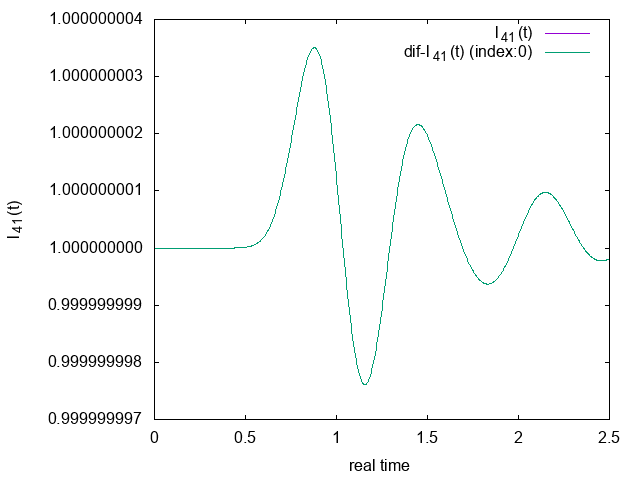 1.000000004
1.000000003
1.000000002
1.000000001
1.000000000
0.999999999
0.999999998
0.999999997
I41(t)
dif-I41(t) (index:0)
I41(t)
0 0.5 1 1.5 2 2.5
real time